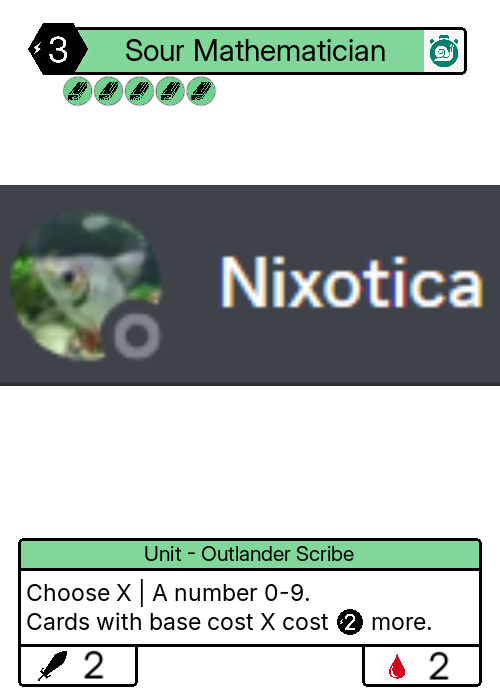 3 Sour Mathematician
Nixotica
Unit - Outlander Scribe
Choose X | A number 0-9.
Cards with base cost X cost 2 more.
2 2